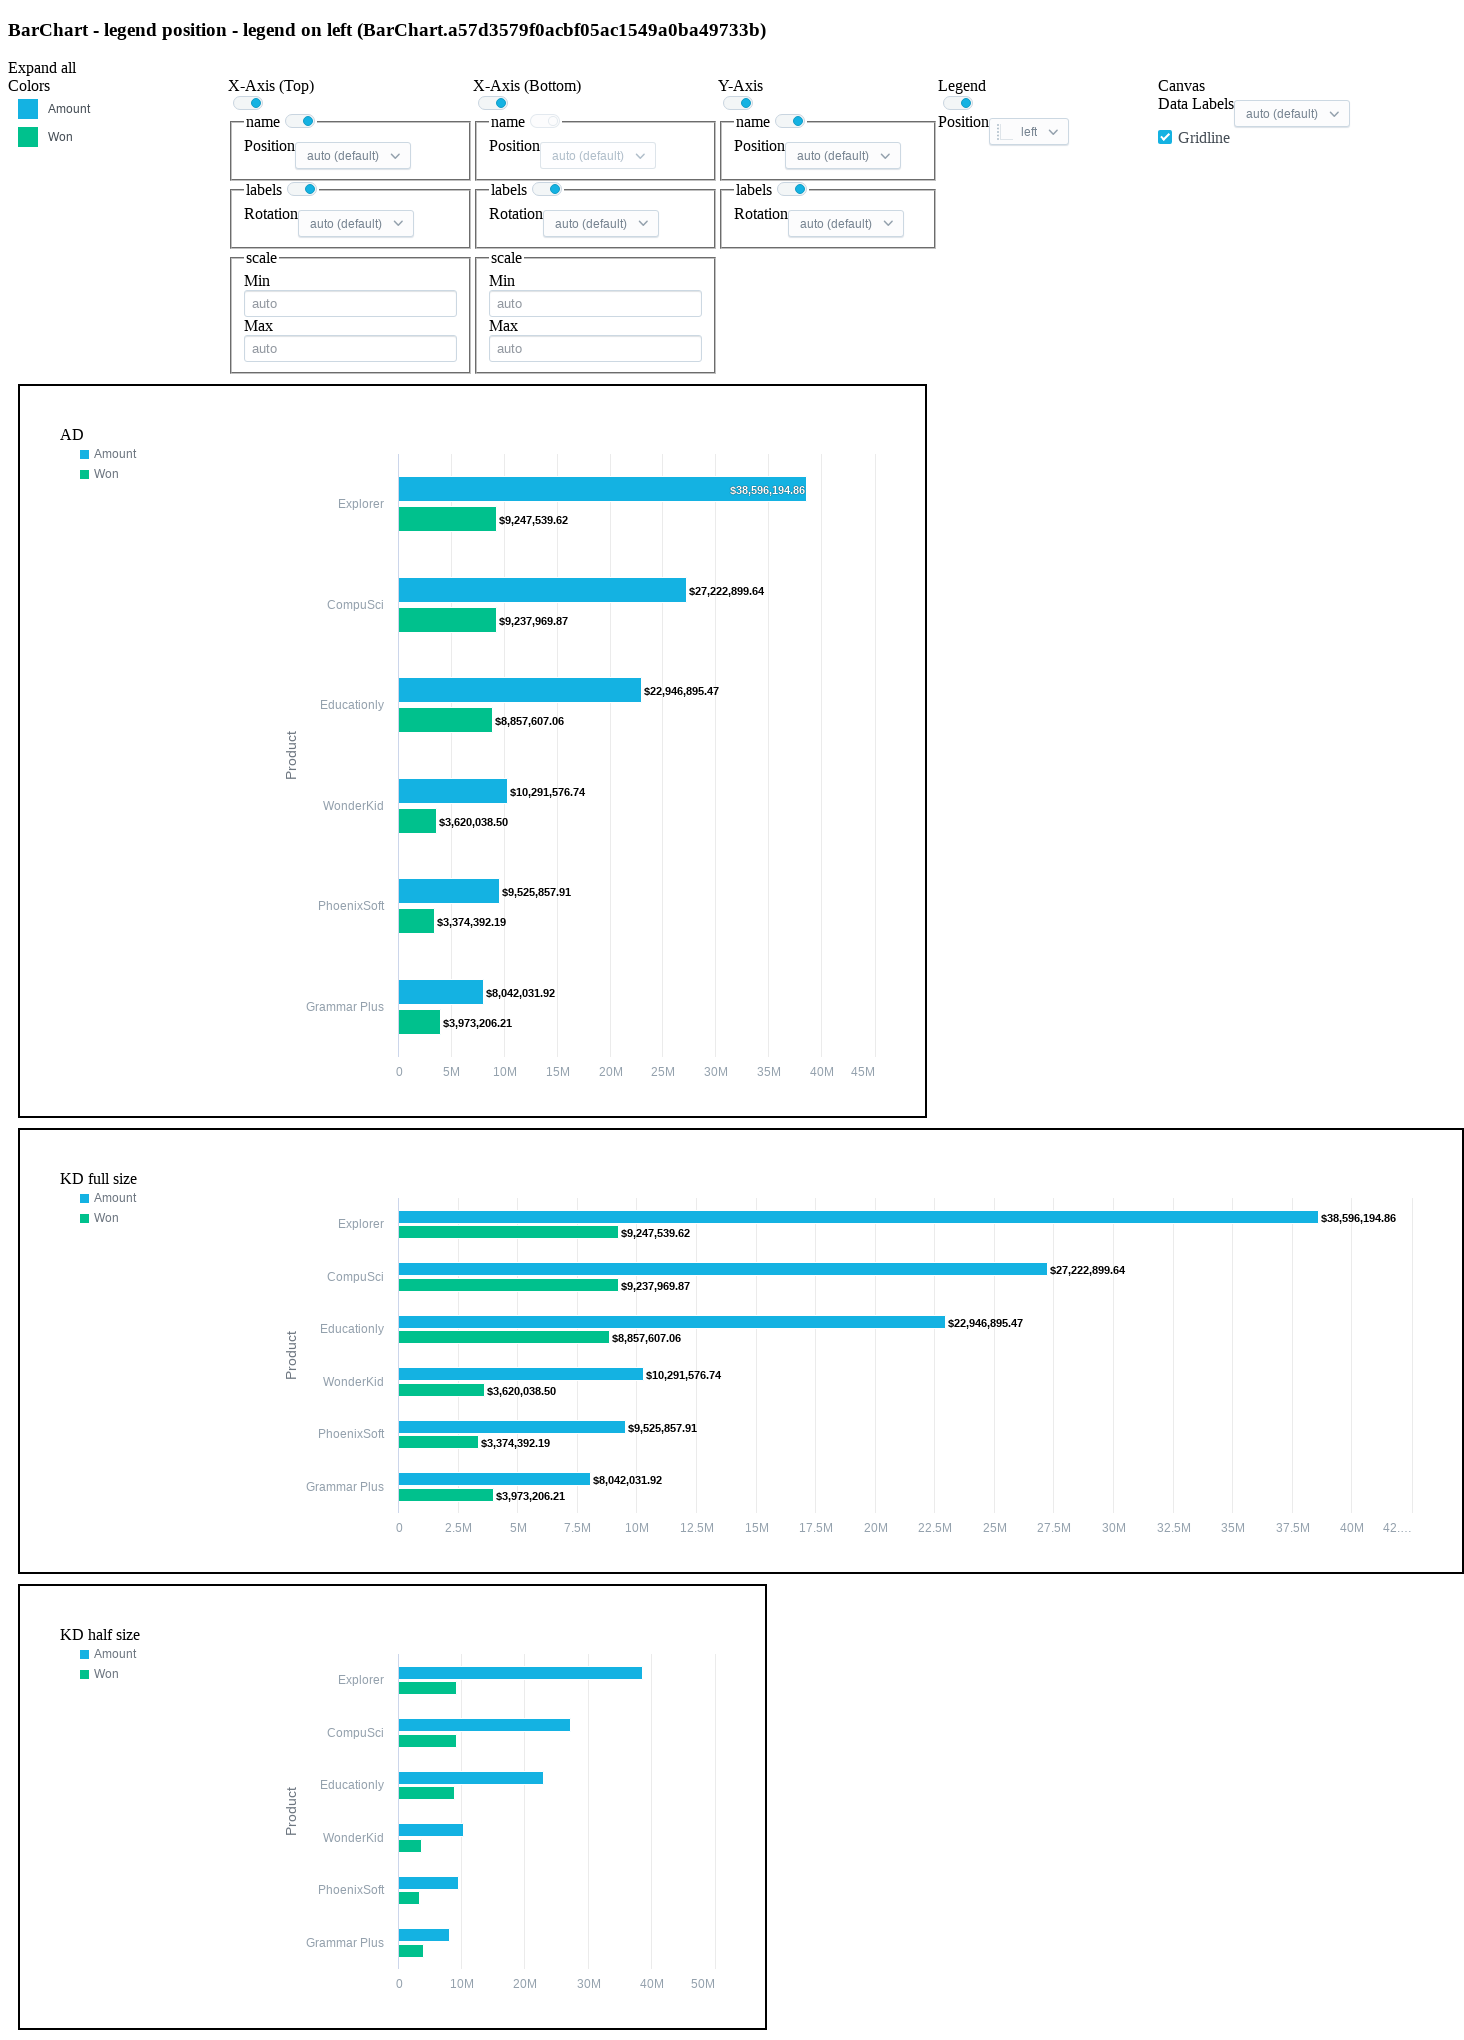 BarChart - legend position - legend on left (BarChart.a57d3579f0acbf05ac1549a0ba49733b)
Expand all
Colors
Amount
Won
X-Axis (Top)
name
Position auto (default)
labels
Rotation auto (default)
scale
Min
auto
Max
auto
X-Axis (Bottom)
name
Position auto (default)
labels
Rotation auto (default)
scale
Min
auto
Max
auto
Y-Axis
name
Position auto (default)
labels
Rotation auto (default)
Legend
Position left
Canvas
Data Labels auto (default)
Gridline
AD
Amount
Won
Product
Explorer
$38,596,194.86
$9,247,539.62
CompuSci
$27,222,899.64
$9,237,969.87
Educationly
$22,946,895.47
$8,857,607.06
WonderKid
$10,291,576.74
$3,620,038.50
PhoenixSoft
$9,525,857.91
$3,374,392.19
Grammar Plus
$8,042,031.92
$3,973,206.21
0 5M 10M 15M 20M 25M 30M 35M 40M 45M
KD full size
Amount
Won
Product
Explorer
$38,596,194.86
$9,247,539.62
CompuSci
$27,222,899.64
$9,237,969.87
Educationly
$22,946,895.47
$8,857,607.06
WonderKid
$10,291,576.74
$3,620,038.50
PhoenixSoft
$9,525,857.91
$3,374,392.19
Grammar Plus
$8,042,031.92
$3,973,206.21
0 2.5M 5M 7.5M 10M 12.5M 15M 17.5M 20M 22.5M 25M 27.5M 30M 32.5M 35M 37.5M 40M 42....
KD half size
Amount
Won
Product
Explorer
CompuSci
Educationly
WonderKid
PhoenixSoft
Grammar Plus
0 10M 20M 30M 40M 50M